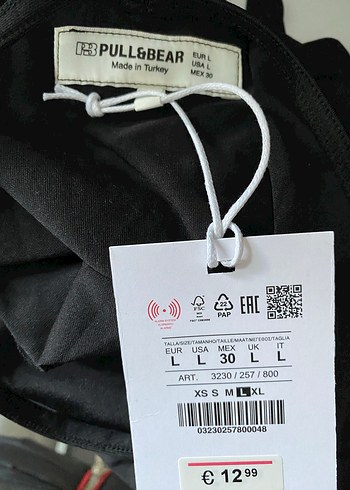 PULL&BEAR
Made in Turkey
EUR L
USA L
MEX 30
FSC
22
PAP
EAC
TALLA/SIZE/TAMANHO/TAILLE/MAAT/ΜΕΓΕΘΟΣ/TAGLIA
EUR USA MEX UK IT
L L 30 L L
ART. 3230 / 257 / 800
XS S M L XL
03230257800048
€ 12 99